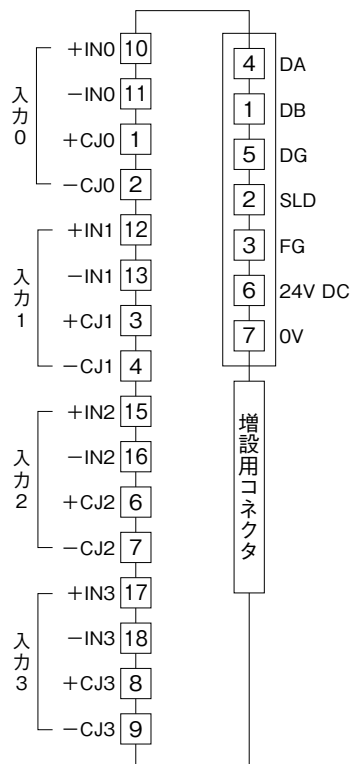 入力0
+IN0 10
−IN0 11
+CJ0 1
−CJ0 2
入力1
+IN1 12
−IN1 13
+CJ1 3
−CJ1 4
入力2
+IN2 15
−IN2 16
+CJ2 6
−CJ2 7
入力3
+IN3 17
−IN3 18
+CJ3 8
−CJ3 9
4 DA
1 DB
5 DG
2 SLD
3 FG
6 24V DC
7 0V
増設用コネクタ